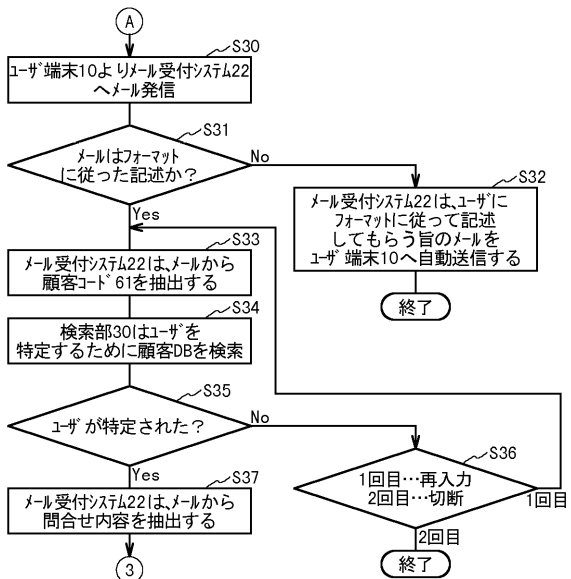 A
S30
ユーザ端末10よりメール受付システム22
へメール発信
S31
メールはフォーマット
に従った記述か？
No
Yes
S32
メール受付システム22は、ユーザに
フォーマットに従って記述
してもらう旨のメールを
ユーザ端末10へ自動送信する
終了
S33
メール受付システム22は、メールから
顧客コード61を抽出する
S34
検索部30はユーザを
特定するために顧客DBを検索
S35
ユーザが特定された？
No
Yes
S36
1回目…再入力
2回目…切断
1回目
2回目
終了
S37
メール受付システム22は、メールから
問合せ内容を抽出する
3